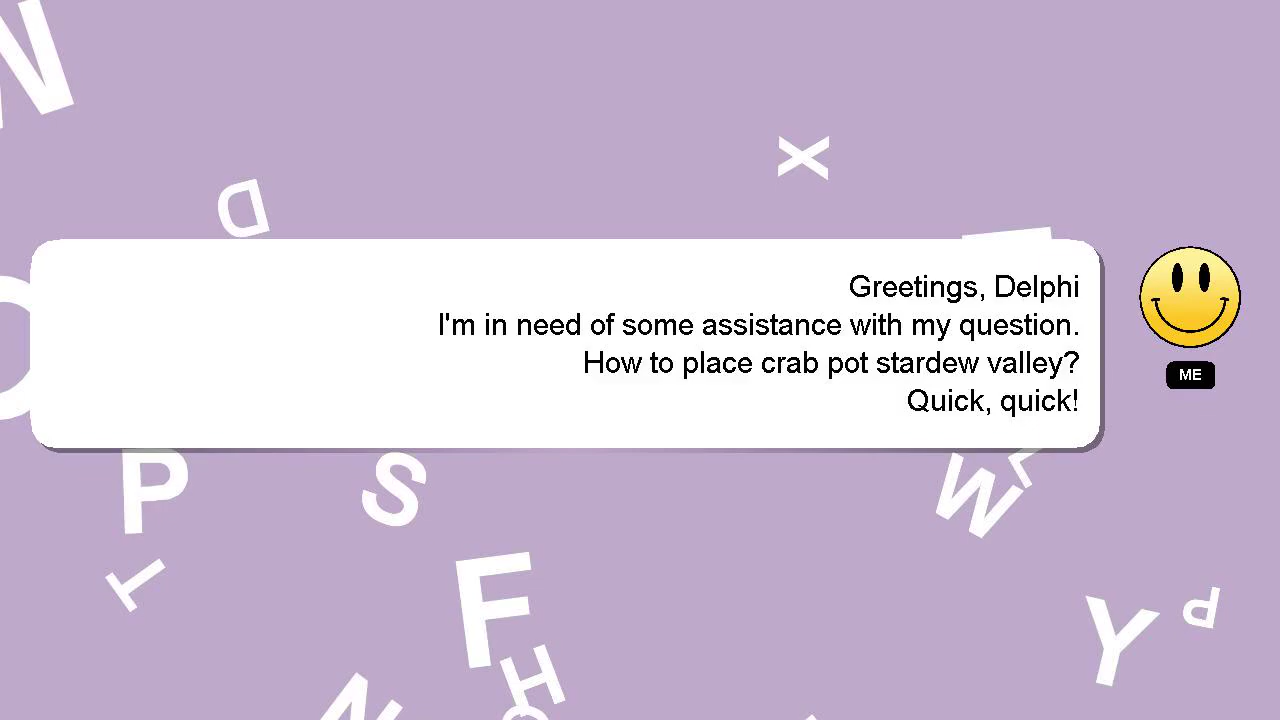 N
X
D
Greetings, Delphi
I'm in need of some assistance with my question.
How to place crab pot stardew valley?
Quick, quick!
ME
P
S
W
T
F
Y
P
H
N